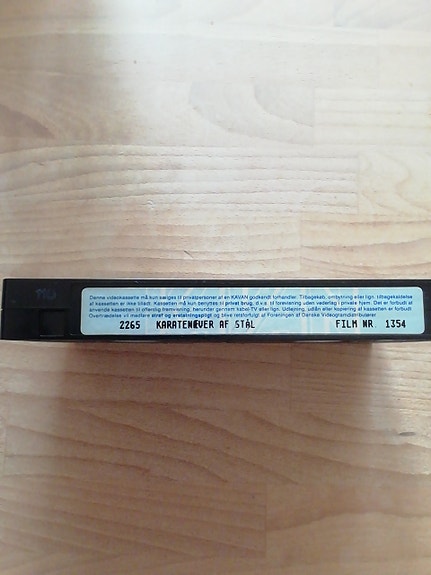 110
Denne videokassette må kun sælges til privatpersoner af en KAVAN godkendt forhandler. Tilbagekøb, ombytning eller lign. tilbagekaldelse
af kassetten er ikke tilladt. Kassetten må kun benyttes til privat brug, d.v.s. til forevisning uden vederlag i private hjem. Det er forbudt at
anvende kassetten til offentlig fremvisning, herunder gennem kabel-TV eller lign. Udlejning, udlån eller kopiering af kassetten er forbudt.
Overtrædelse vil medføre straf og erstatningspligt og blive retsforfulgt af Foreningen af Danske Videogramdistributører
2265 KARATENÆVER AF STÅL FILM NR. 1354